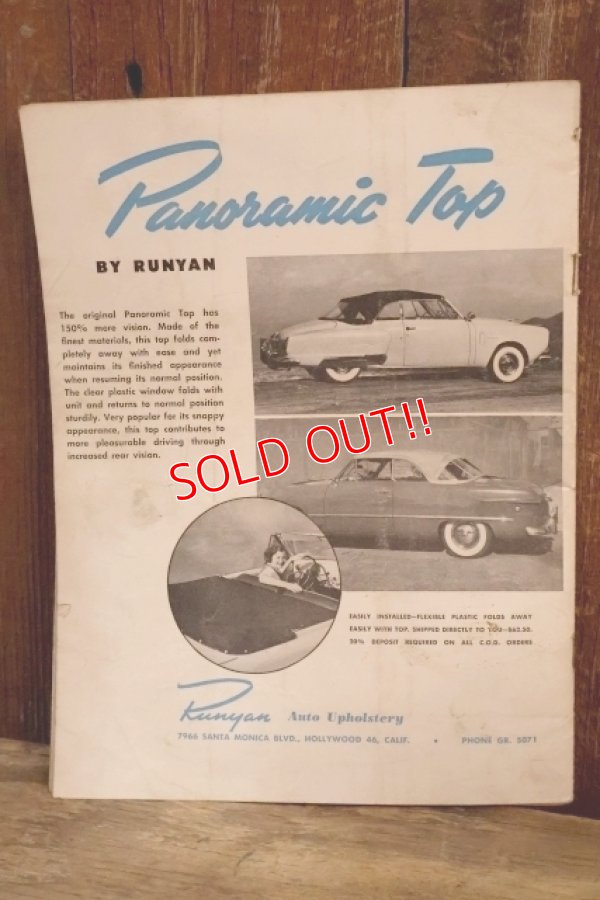 Panoramic Top
BY RUNYAN
The original Panoramic Top has
150% more vision. Made of the
finest materials, this top folds com-
pletely away with ease and yet
maintains its finished appearance
when resuming its normal position.
The clear plastic window folds with
unit and returns to normal position
sturdily. Very popular for its snappy
appearance, this top contributes to
more pleasurable driving through
increased rear vision.
SOLD OUT!!
EASILY INSTALLED—FLEXIBLE PLASTIC FOLDS AWAY
EASILY WITH TOP. SHIPPED DIRECTLY TO YOU—$62.50.
20% DEPOSIT REQUIRED ON ALL C.O.D. ORDERS
Runyan Auto Upholstery
7966 SANTA MONICA BLVD., HOLLYWOOD 46, CALIF. • PHONE GR. 5071